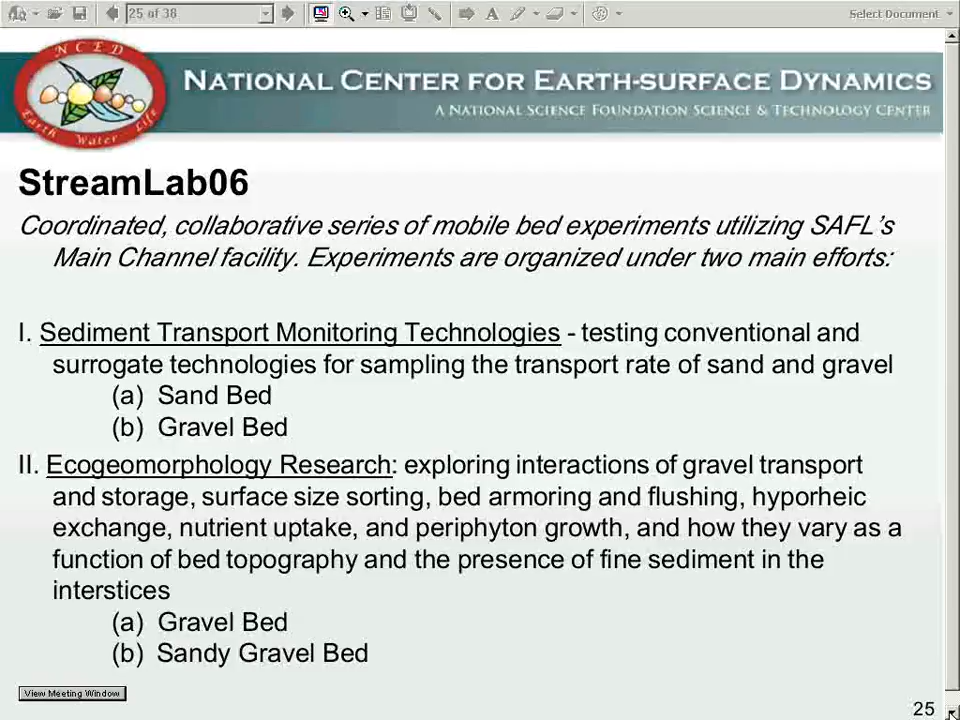 25 of 38
Select Document
NCED
Earth Water Life
NATIONAL CENTER FOR EARTH-SURFACE DYNAMICS
A NATIONAL SCIENCE FOUNDATION SCIENCE & TECHNOLOGY CENTER
StreamLab06
Coordinated, collaborative series of mobile bed experiments utilizing SAFL's
Main Channel facility. Experiments are organized under two main efforts:
I. Sediment Transport Monitoring Technologies - testing conventional and
surrogate technologies for sampling the transport rate of sand and gravel
(a) Sand Bed
(b) Gravel Bed
II. Ecogeomorphology Research: exploring interactions of gravel transport
and storage, surface size sorting, bed armoring and flushing, hyporheic
exchange, nutrient uptake, and periphyton growth, and how they vary as a
function of bed topography and the presence of fine sediment in the
interstices
(a) Gravel Bed
(b) Sandy Gravel Bed
View Meeting Window
25